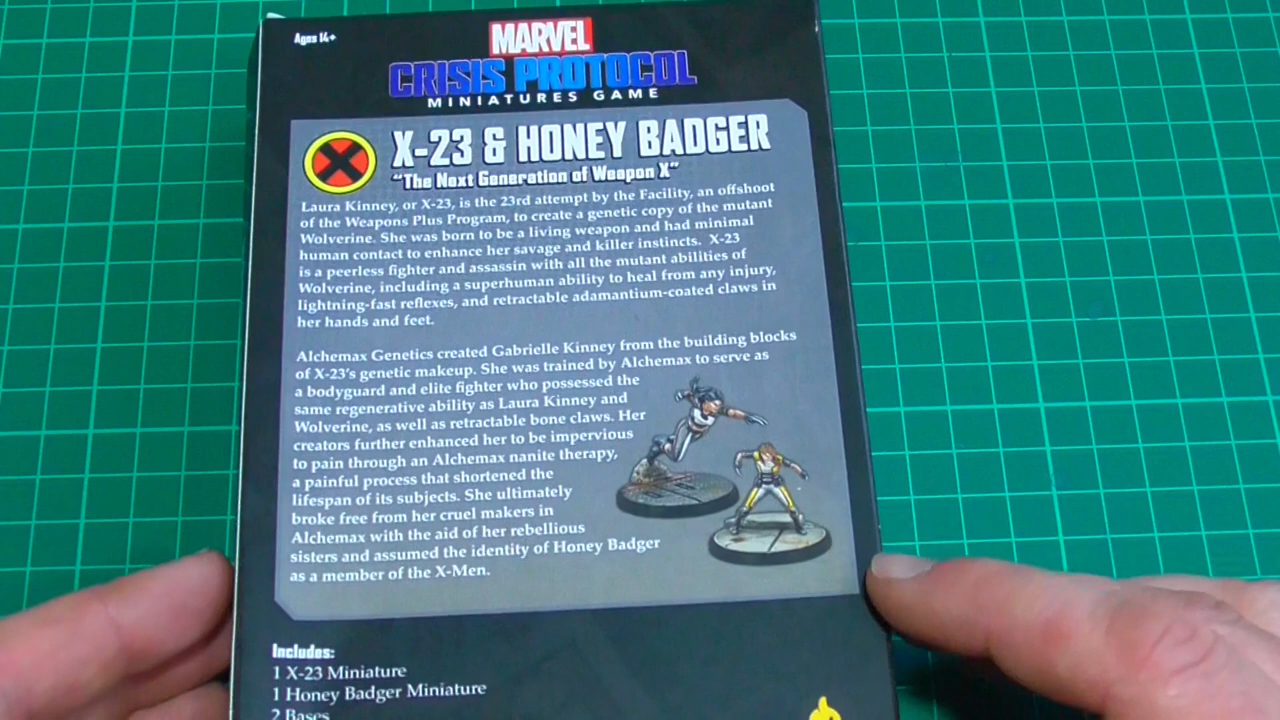 Ages 14+
MARVEL
CRISIS PROTOCOL
MINIATURES GAME
X-23 & HONEY BADGER
"The Next Generation of Weapon X"
Laura Kinney, or X-23, is the 23rd attempt by the Facility, an offshoot
of the Weapons Plus Program, to create a genetic copy of the mutant
Wolverine. She was born to be a living weapon and had minimal
human contact to enhance her savage and killer instincts. X-23
is a peerless fighter and assassin with all the mutant abilities of
Wolverine, including a superhuman ability to heal from any injury,
lightning-fast reflexes, and retractable adamantium-coated claws in
her hands and feet.
Alchemax Genetics created Gabrielle Kinney from the building blocks
of X-23's genetic makeup. She was trained by Alchemax to serve as
a bodyguard and elite fighter who possessed the
same regenerative ability as Laura Kinney and
Wolverine, as well as retractable bone claws. Her
creators further enhanced her to be impervious
to pain through an Alchemax nanite therapy,
a painful process that shortened the
lifespan of its subjects. She ultimately
broke free from her cruel makers in
Alchemax with the aid of her rebellious
sisters and assumed the identity of Honey Badger
as a member of the X-Men.
Includes:
1 X-23 Miniature
1 Honey Badger Miniature
2 Bases